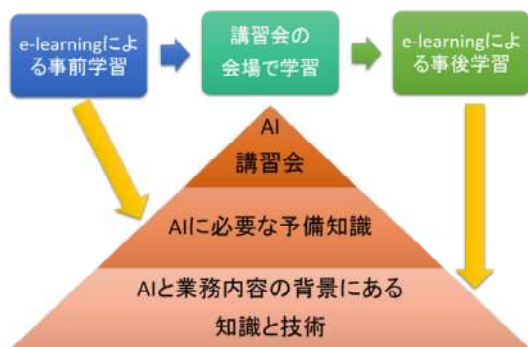 e-learningによ
る事前学習
講習会の
会場で学習
e-learningによ
る事後学習
AI
講習会
AIに必要な予備知識
AIと業務内容の背景にある
知識と技術